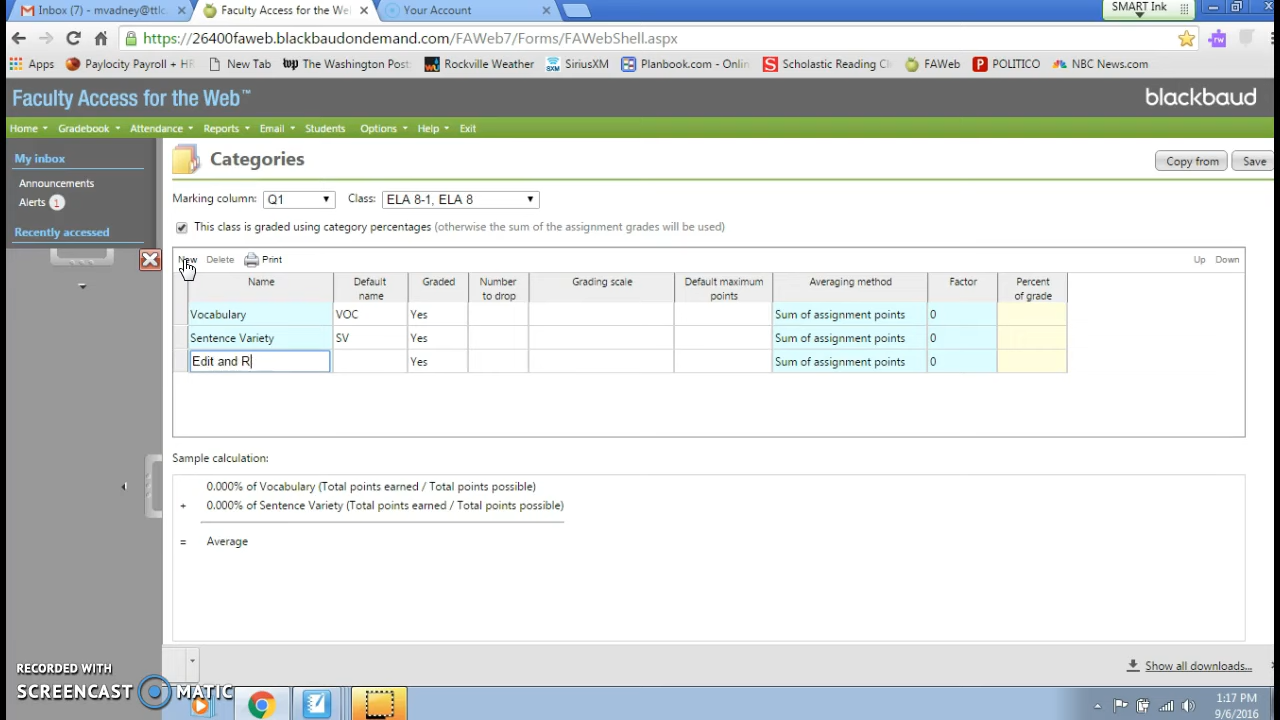 Inbox (7) - mvadney@ttlc
Faculty Access for the We
Your Account
SMART Ink
https://26400faweb.blackbaudondemand.com/FAWeb7/Forms/FAWebShell.aspx
Apps Paylocity Payroll + HR New Tab The Washington Post Rockville Weather SiriusXM Planbook.com - Onlin Scholastic Reading Cl FAWeb POLITICO NBC News.com
Faculty Access for the Web™
blackbaud
Home Gradebook Attendance Reports Email Students Options Help Exit
My inbox
Announcements
Alerts 1
Recently accessed
Categories
Copy from Save
Marking column: Q1 Class: ELA 8-1, ELA 8
This class is graded using category percentages (otherwise the sum of the assignment grades will be used)
New Delete Print Up Down
Name Default name Graded Number to drop Grading scale Default maximum points Averaging method Factor Percent of grade
Vocabulary VOC Yes Sum of assignment points 0
Sentence Variety SV Yes Sum of assignment points 0
Edit and R Yes Sum of assignment points 0
Sample calculation:
0.000% of Vocabulary (Total points earned / Total points possible)
+ 0.000% of Sentence Variety (Total points earned / Total points possible)
= Average
Show all downloads...
RECORDED WITH
SCREENCAST MATIC
1:17 PM
9/6/2016